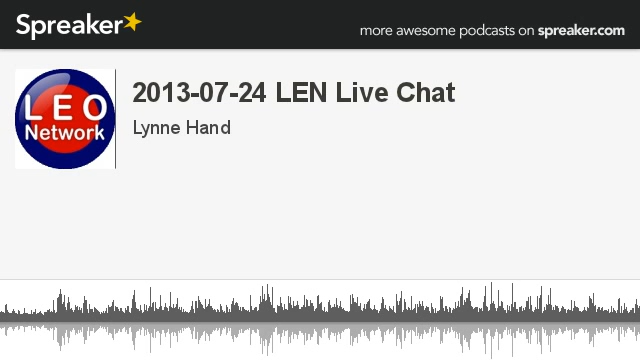 Spreaker
more awesome podcasts on spreaker.com
LEO
Network
2013-07-24 LEN Live Chat
Lynne Hand